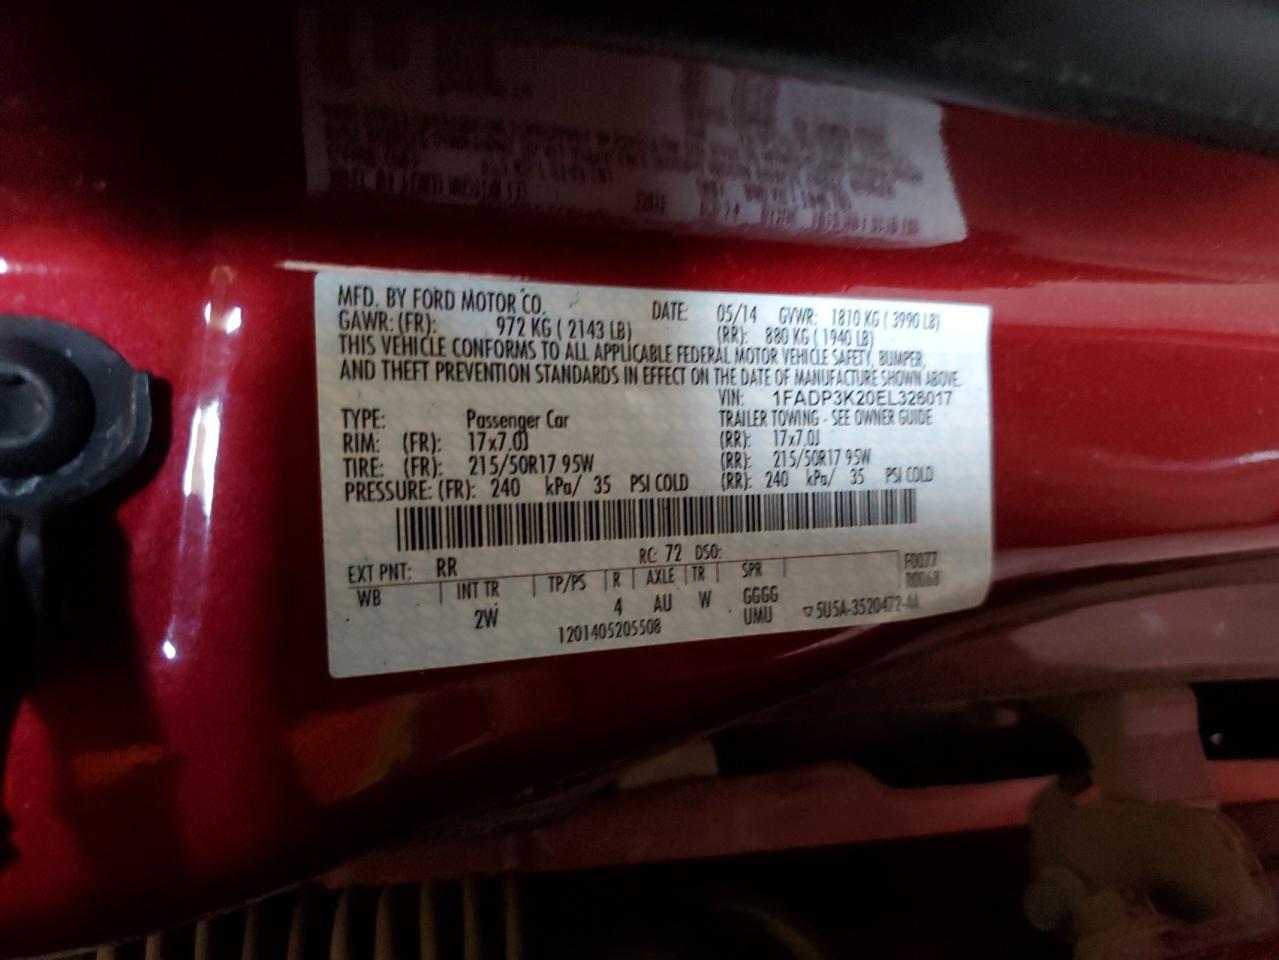 MFD. BY FORD MOTOR CO. DATE: 05/14 GVWR: 1810 KG ( 3990 LB)
GAWR: (FR): 972 KG ( 2143 LB) (RR): 880 KG ( 1940 LB)
THIS VEHICLE CONFORMS TO ALL APPLICABLE FEDERAL MOTOR VEHICLE SAFETY, BUMPER,
AND THEFT PREVENTION STANDARDS IN EFFECT ON THE DATE OF MANUFACTURE SHOWN ABOVE.
VIN: 1FADP3K20EL326017
TYPE: Passenger Car TRAILER TOWING - SEE OWNER GUIDE
RIM: (FR): 17x7.0J (RR): 17x7.0J
TIRE: (FR): 215/50R17 95W (RR): 215/50R17 95W
PRESSURE: (FR): 240 kPa/ 35 PSI COLD (RR): 240 kPa/ 35 PSI COLD
EXT PNT: RR RC: 72 DSO: F0077
WB INT TR TP/PS R AXLE TR SPR R0068
2W 4 AU W GGGG
1201405205508 UMU ▽5U5A-3520472-AA